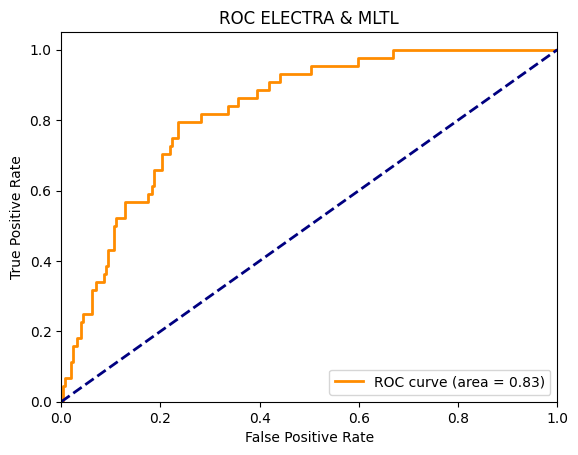 ROC ELECTRA & MLTL
1.0
0.8
0.6
0.4
0.2
0.0
True Positive Rate
ROC curve (area = 0.83)
0.0 0.2 0.4 0.6 0.8 1.0
False Positive Rate